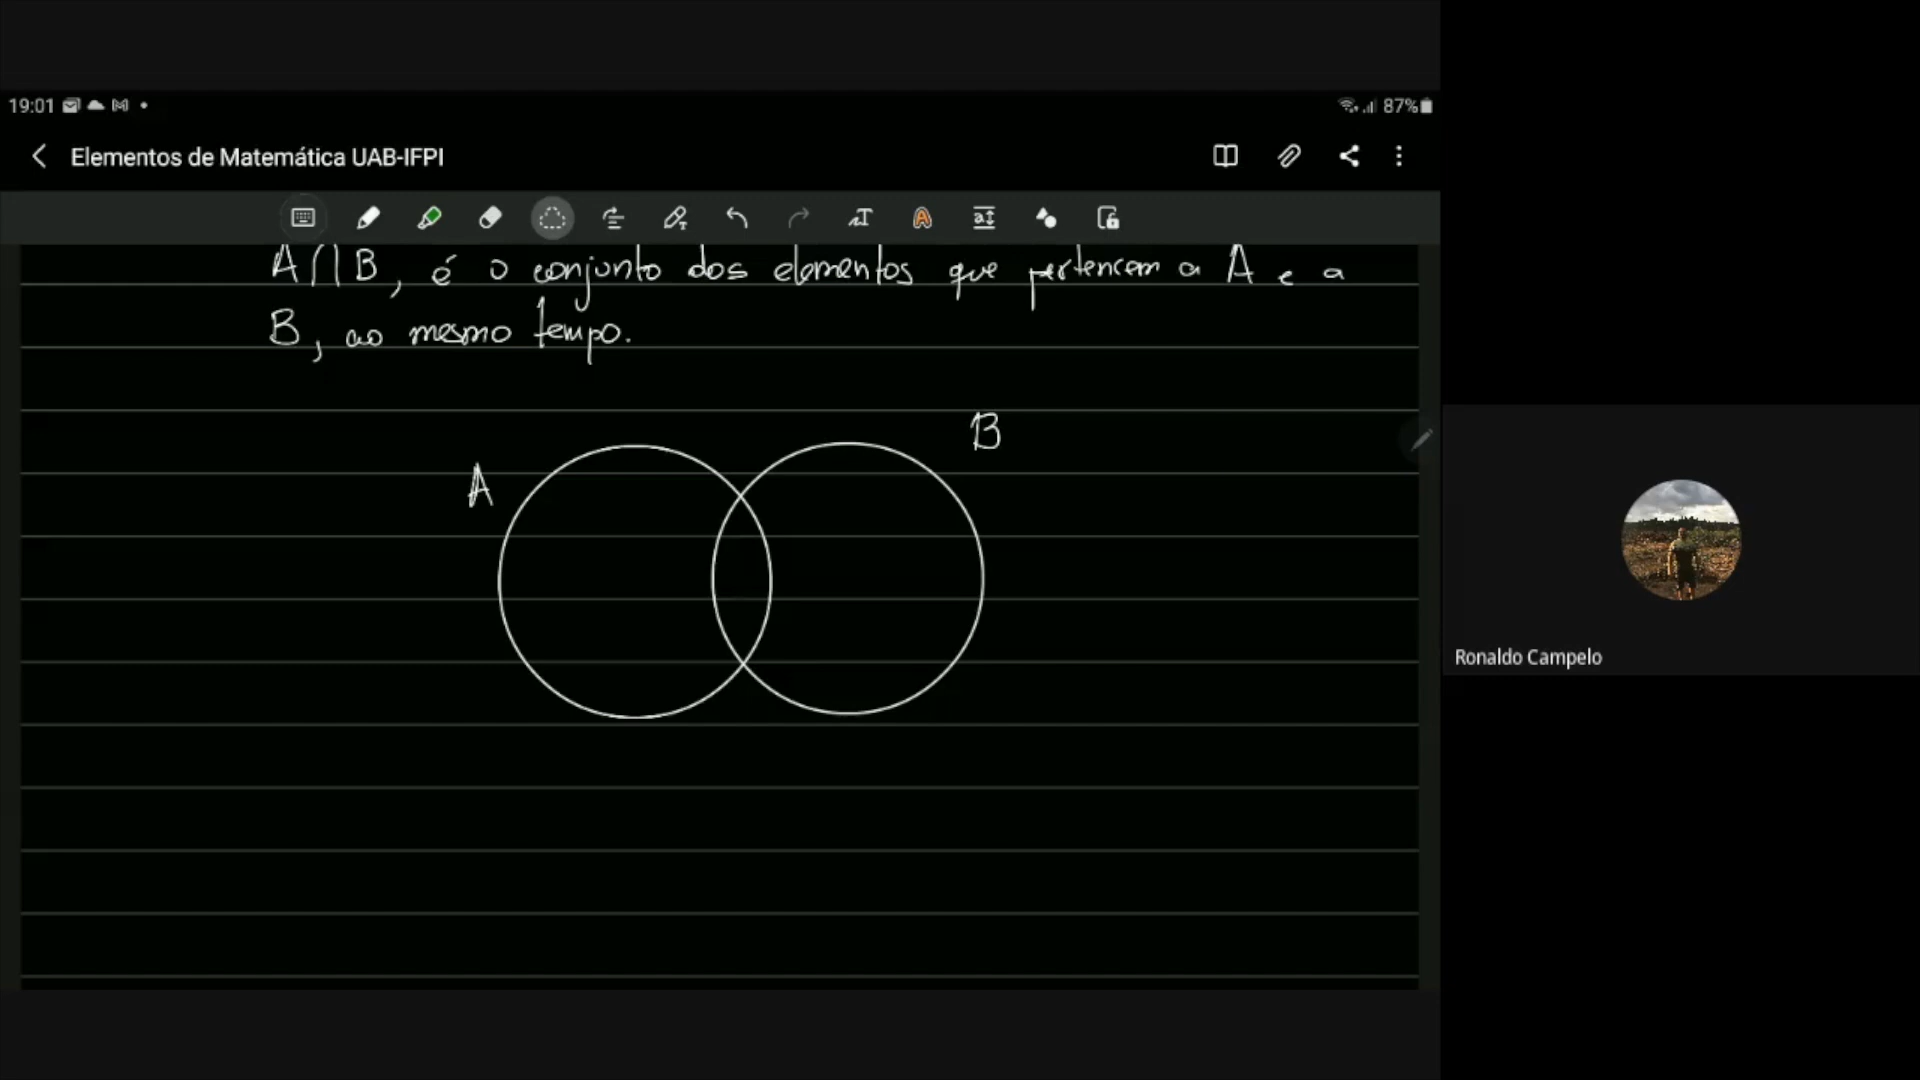 19:01
87%
Elementos de Matemática UAB-IFPI
A∩B, é o conjunto dos elementos que pertencem a A e a
B, ao mesmo tempo.
A
B
Ronaldo Campelo